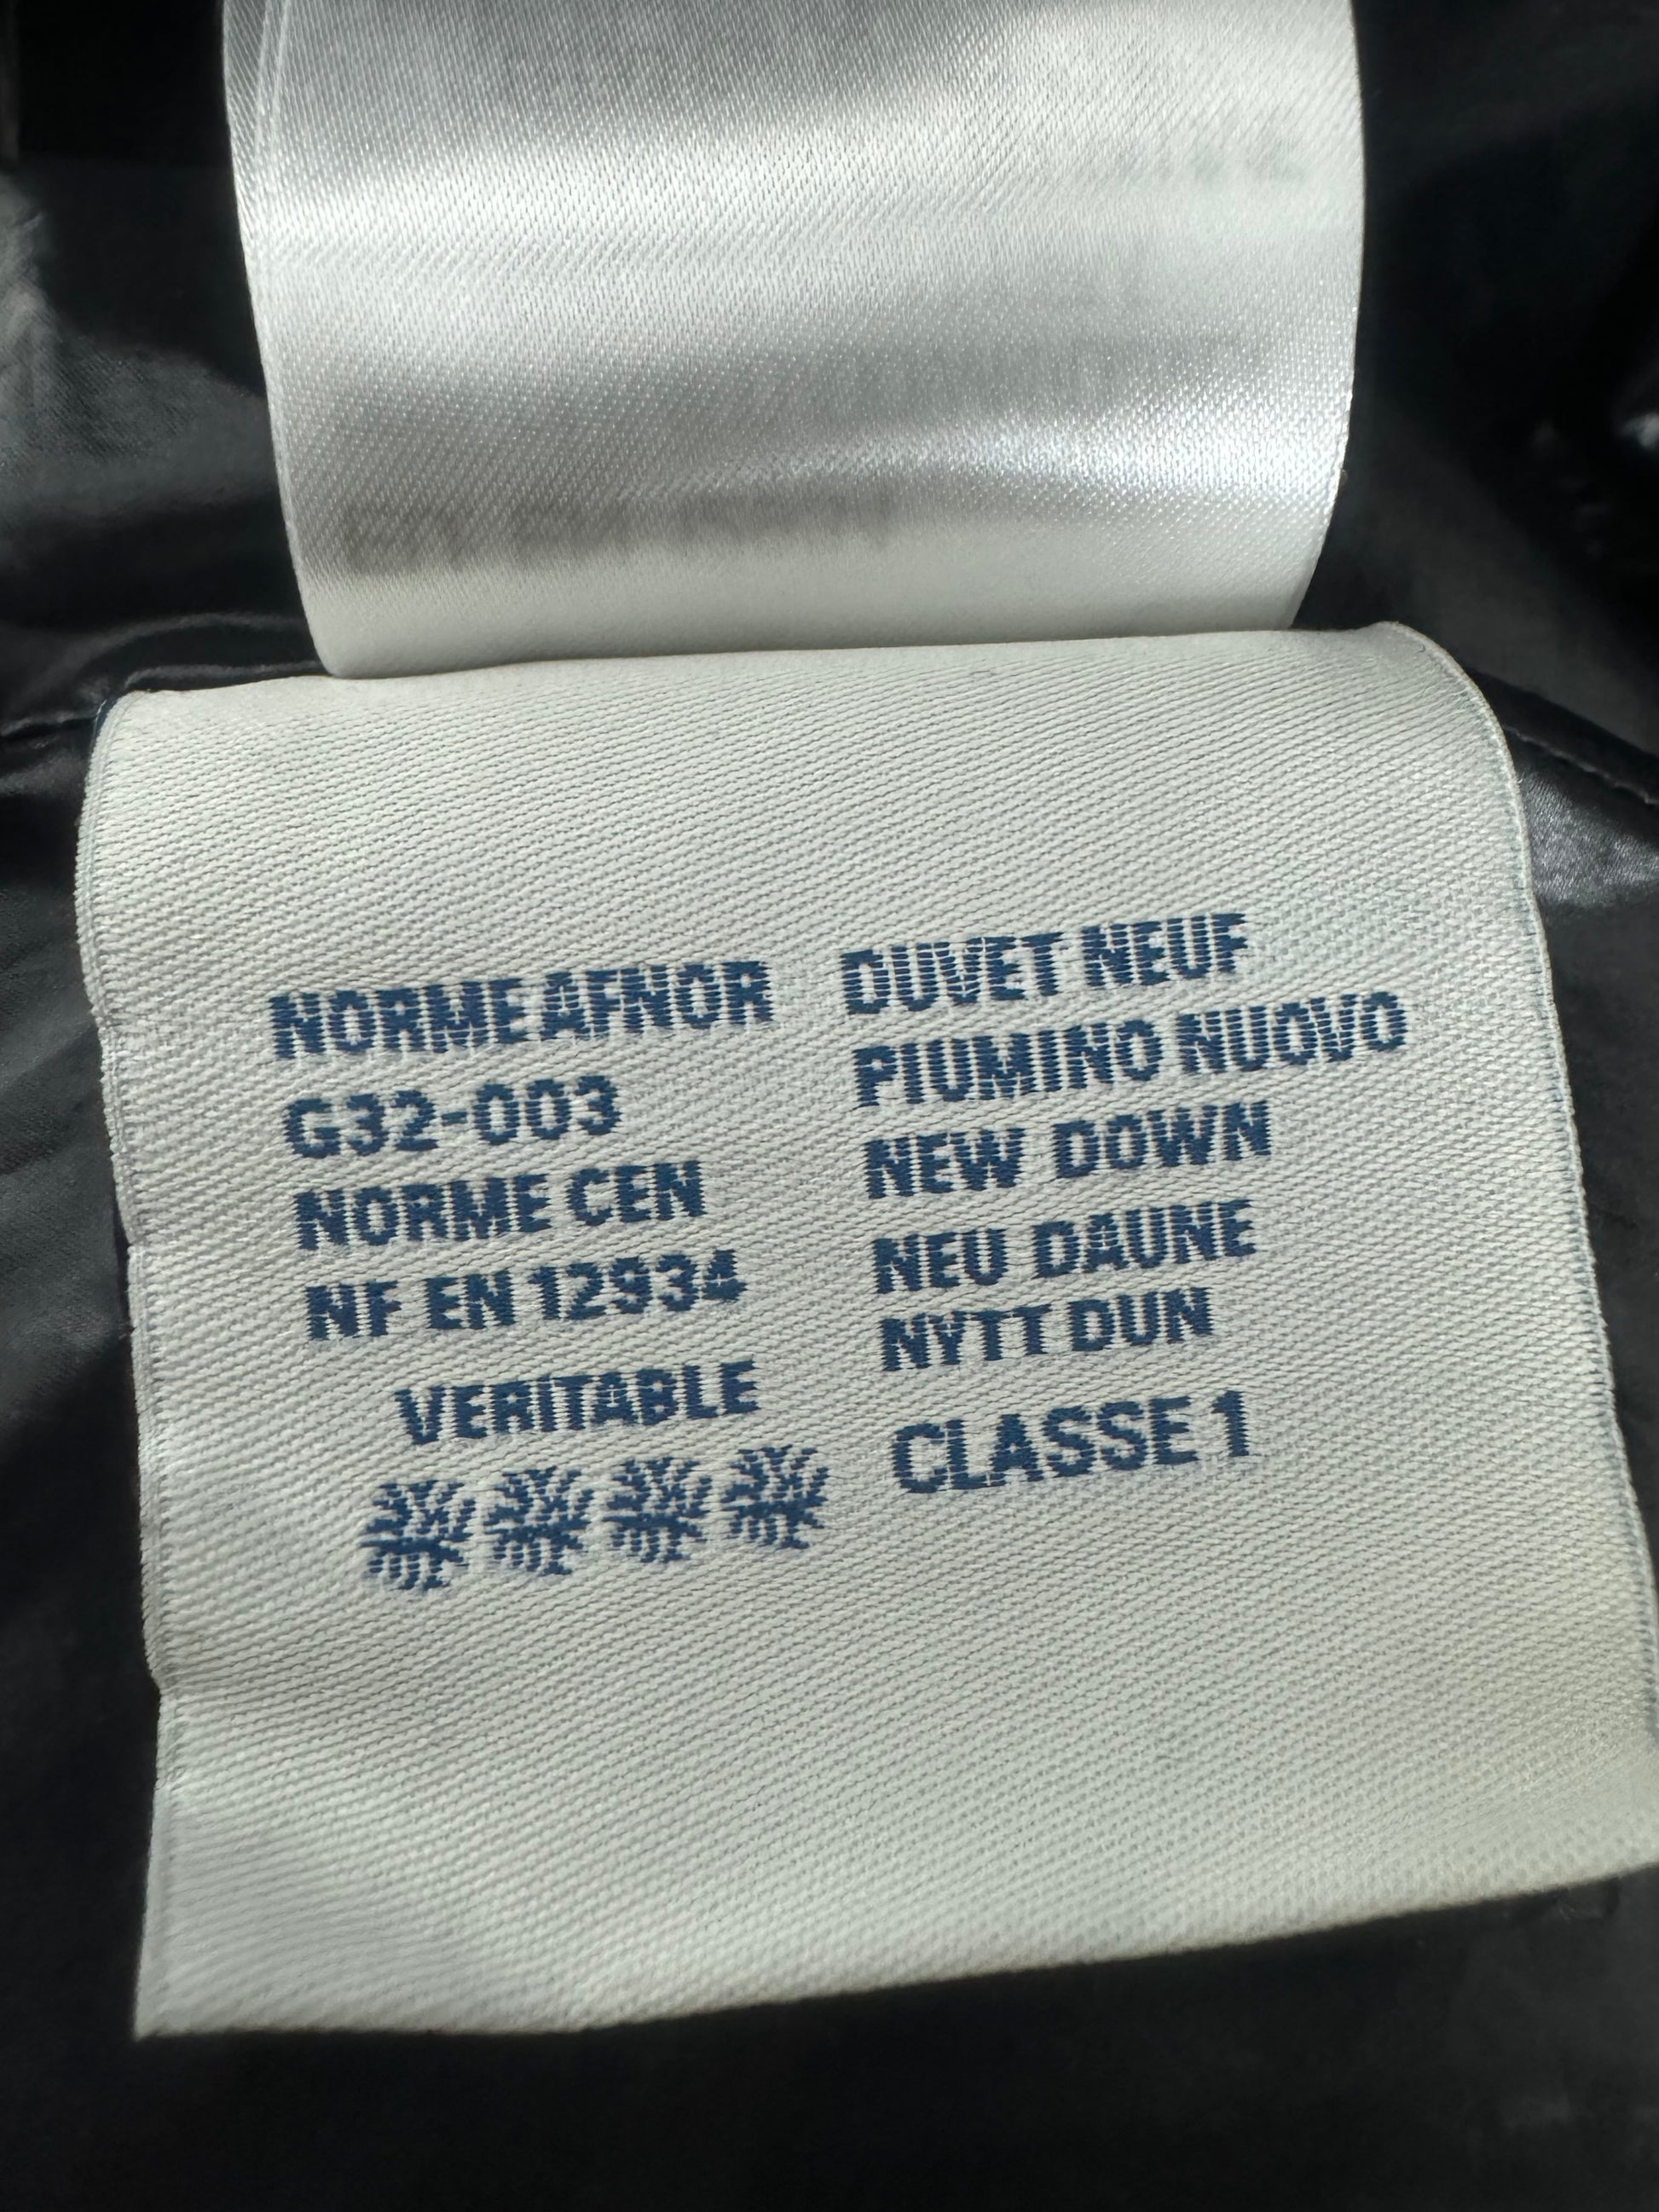 NORME AFNOR
G32-003
NORME CEN
NF EN 12934
VERITABLE
DUVET NEUF
PIUMINO NUOVO
NEW DOWN
NEU DAUNE
NYTT DUN
CLASSE 1